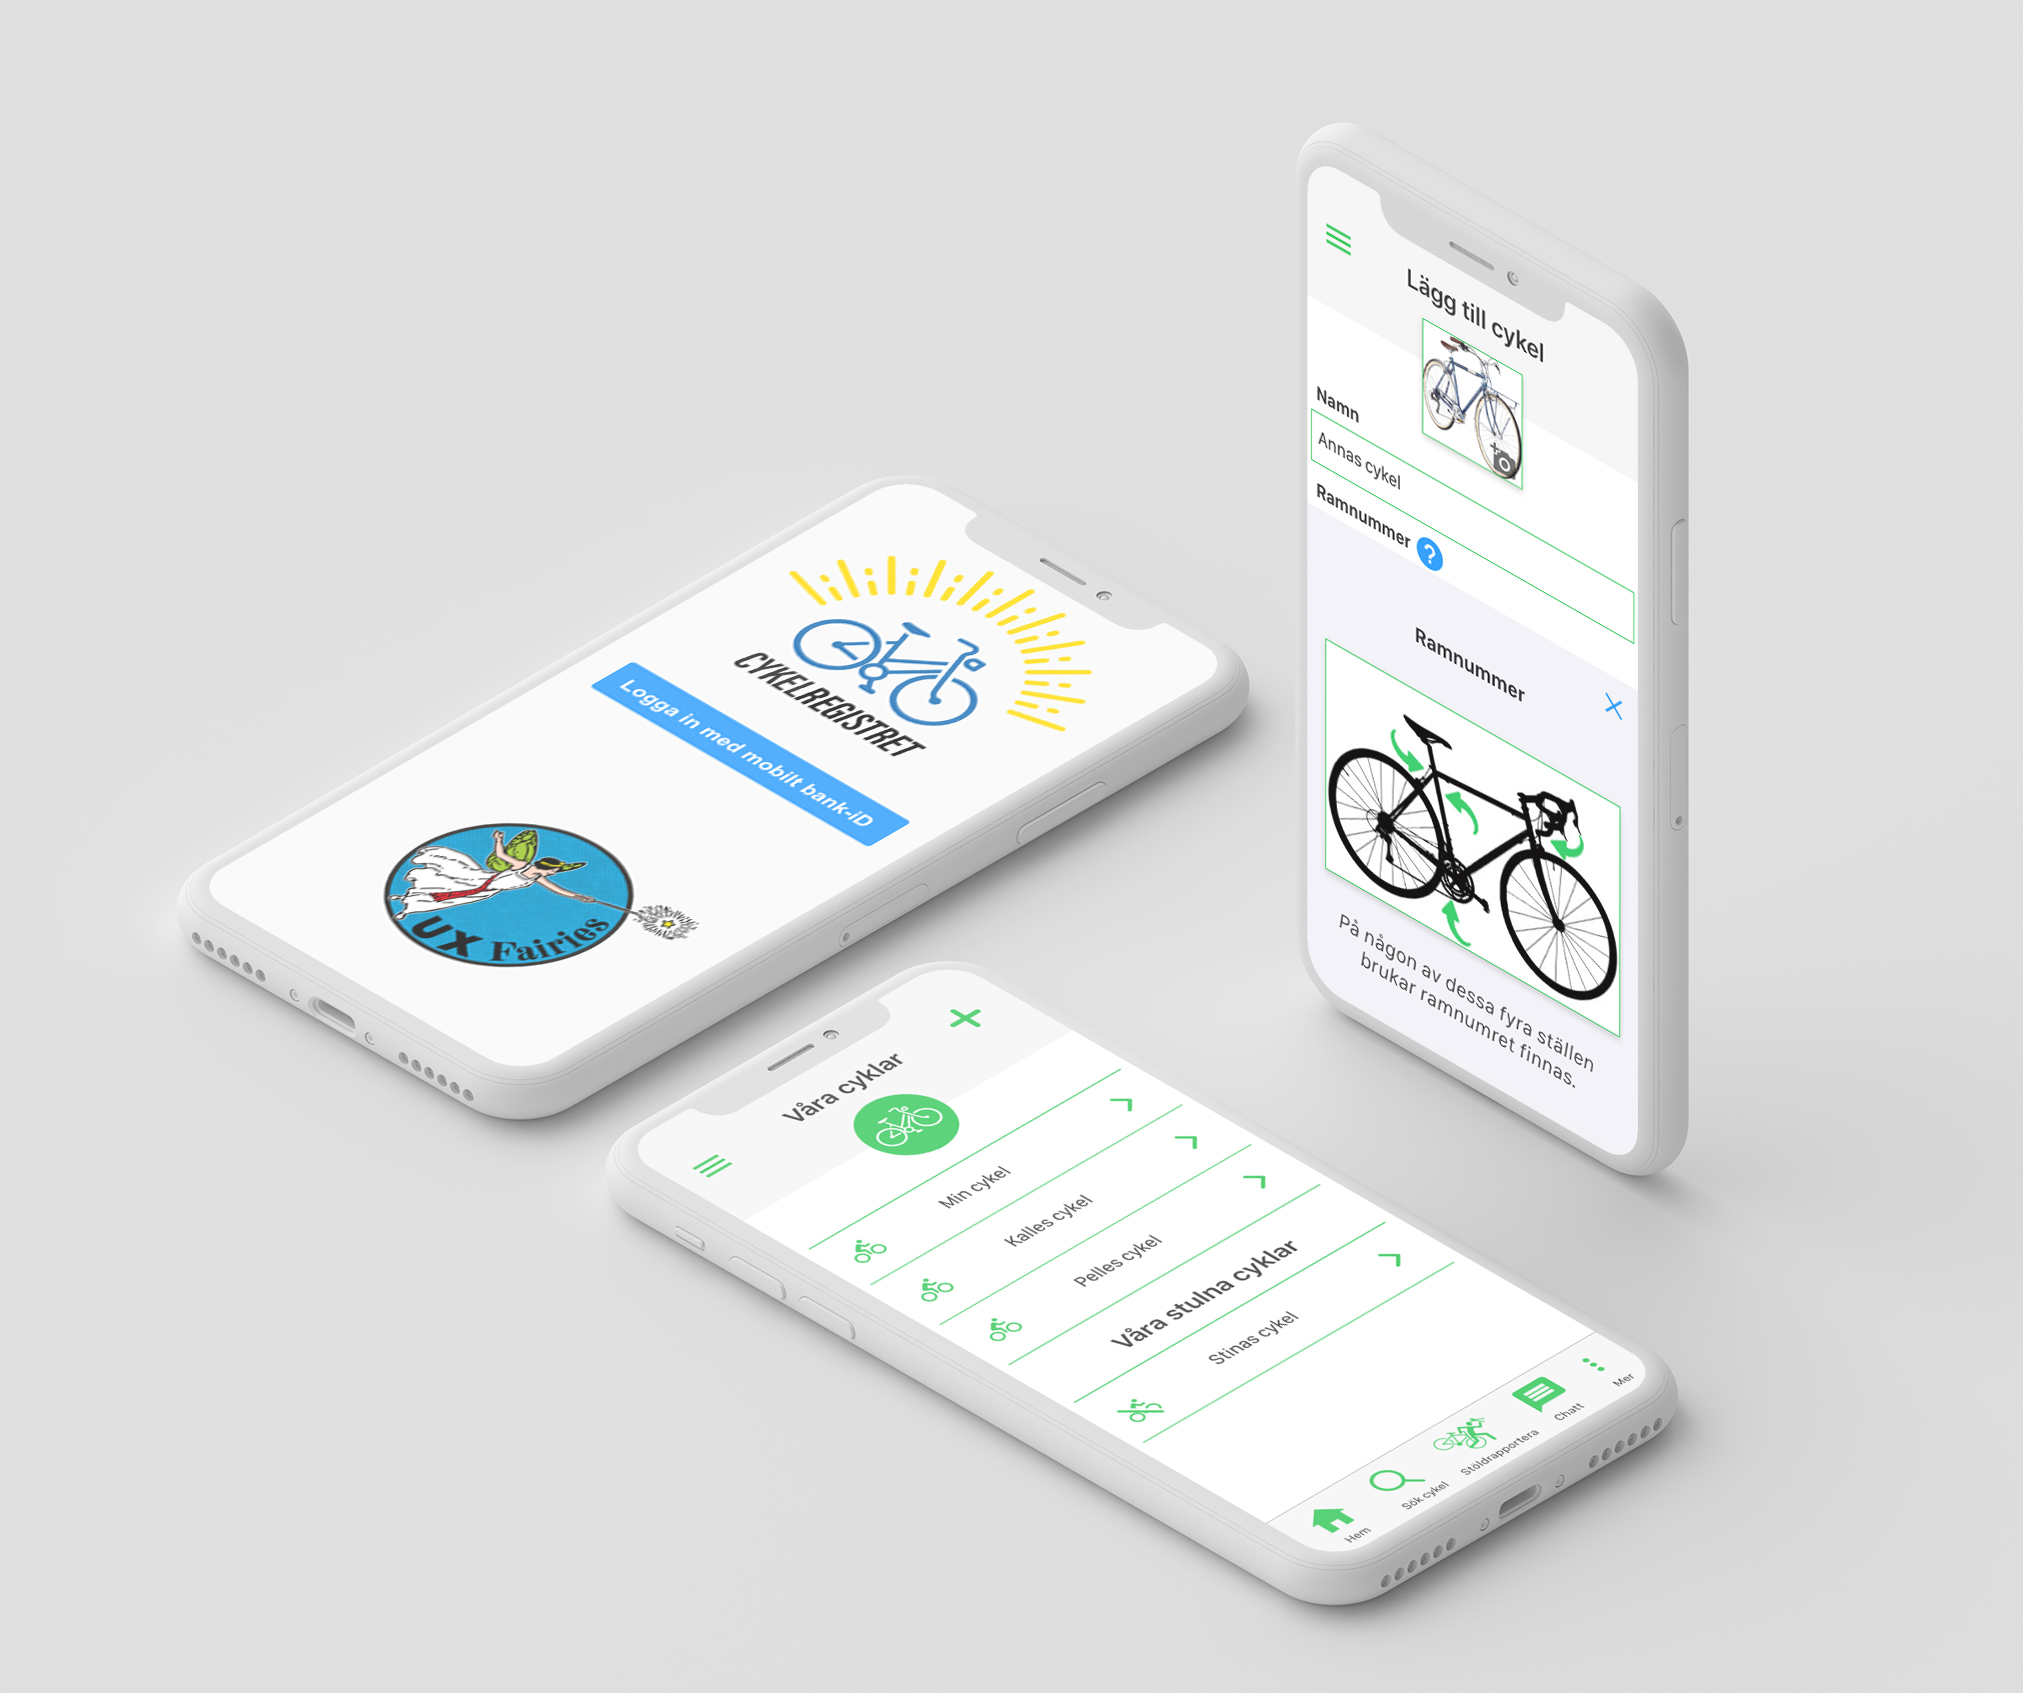 CYKELREGISTRET
Logga in med mobilt bank-iD
UX Fairies
Lägg till cykel
Namn
Annas cykel
Ramnummer ?
Ramnummer
På någon av dessa fyra ställen
brukar ramnumret finnas.
Våra cyklar
Min cykel
Kalles cykel
Pelles cykel
Våra stulna cyklar
Stinas cykel
Hem
Sök cykel
Stöldrapportera
Chatt
Mer